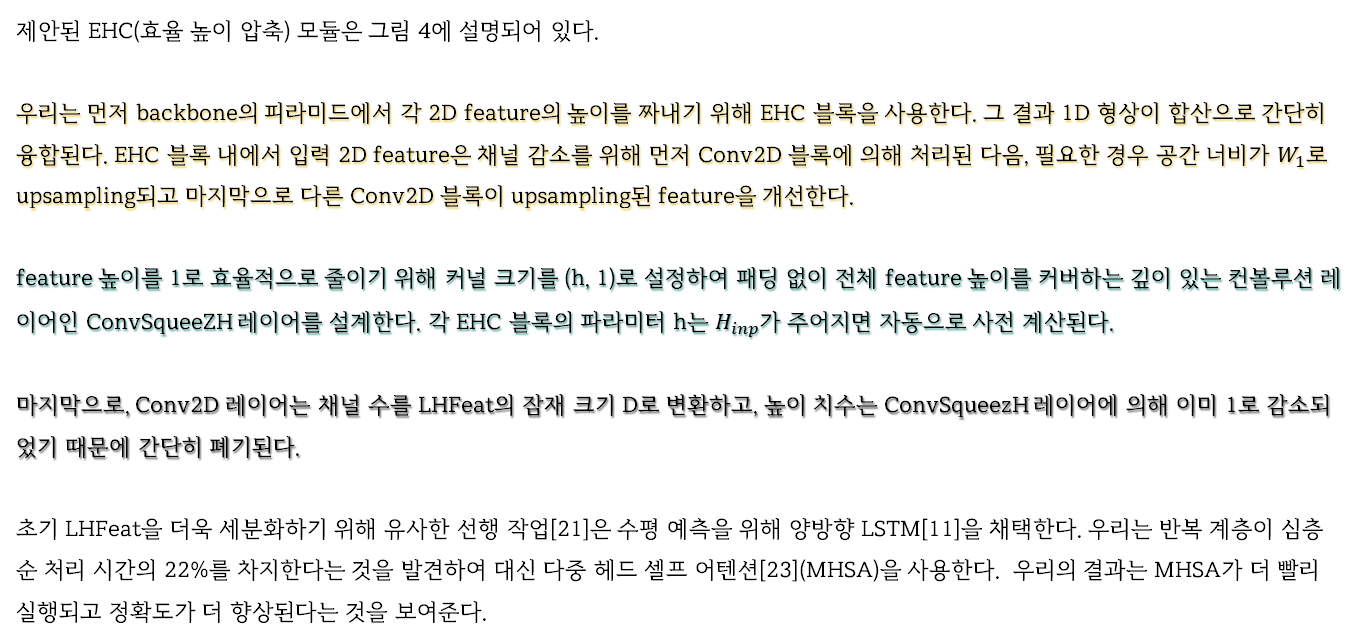 제안된 EHC(효율 높이 압축) 모듈은 그림 4에 설명되어 있다.
우리는 먼저 backbone의 피라미드에서 각 2D feature의 높이를 짜내기 위해 EHC 블록을 사용한다. 그 결과 1D 형상이 합산으로 간단히
융합된다. EHC 블록 내에서 입력 2D feature은 채널 감소를 위해 먼저 Conv2D 블록에 의해 처리된 다음, 필요한 경우 공간 너비가 W₁로
upsampling되고 마지막으로 다른 Conv2D 블록이 upsampling된 feature을 개선한다.
feature 높이를 1로 효율적으로 줄이기 위해 커널 크기를 (h, 1)로 설정하여 패딩 없이 전체 feature 높이를 커버하는 깊이 있는 컨볼루션 레
이어인 ConvSqueeZH레이어를 설계한다. 각 EHC 블록의 파라미터 h는 H_inp가 주어지면 자동으로 사전 계산된다.
마지막으로, Conv2D 레이어는 채널 수를 LHFeat의 잠재 크기 D로 변환하고, 높이 치수는 ConvSqueezH레이어에 의해 이미 1로 감소되
었기 때문에 간단히 폐기된다.
초기 LHFeat을 더욱 세분화하기 위해 유사한 선행 작업[21]은 수평 예측을 위해 양방향 LSTM[11]을 채택한다. 우리는 반복 계층이 심층
순 처리 시간의 22%를 차지한다는 것을 발견하여 대신 다중 헤드 셀프 어텐션[23](MHSA)을 사용한다. 우리의 결과는 MHSA가 더 빨리
실행되고 정확도가 더 향상된다는 것을 보여준다.